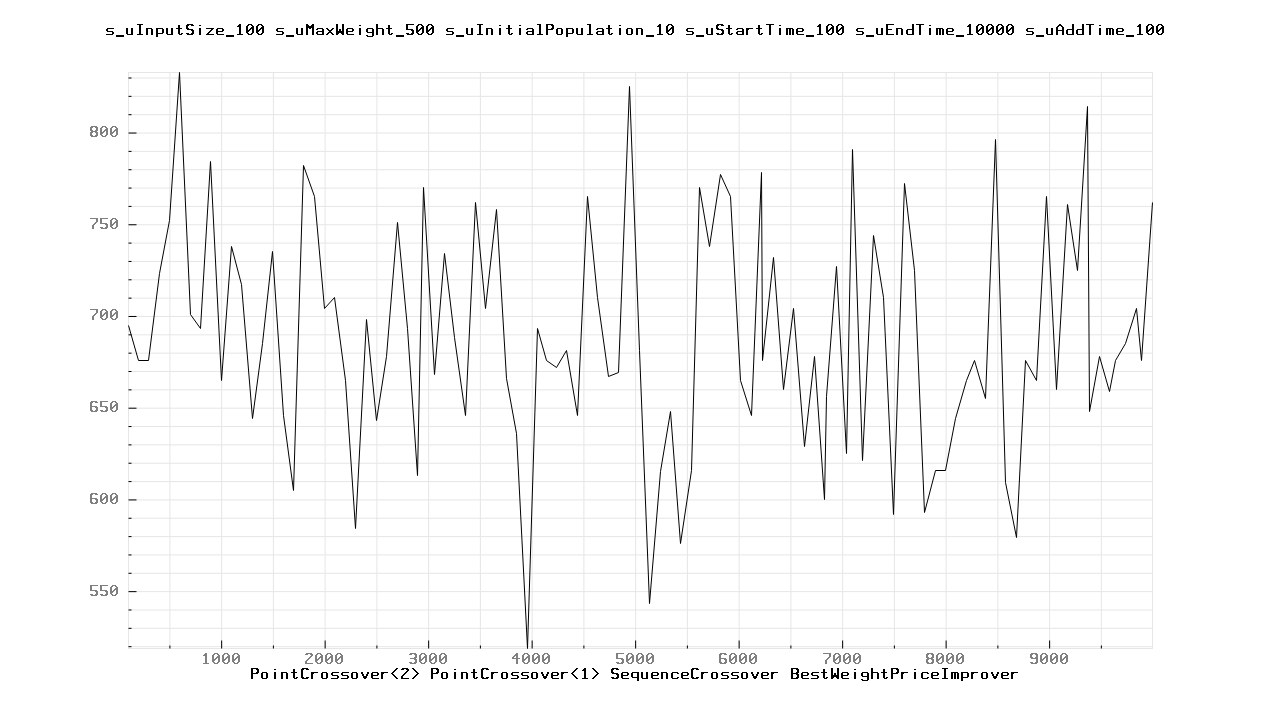 s_uInputSize_100 s_uMaxWeight_500 s_uInitialPopulation_10 s_uStartTime_100 s_uEndTime_10000 s_uAddTime_100
800
750
700
650
600
550
1000 2000 3000 4000 5000 6000 7000 8000 9000
PointCrossover<2> PointCrossover<1> SequenceCrossover BestWeightPriceImprover